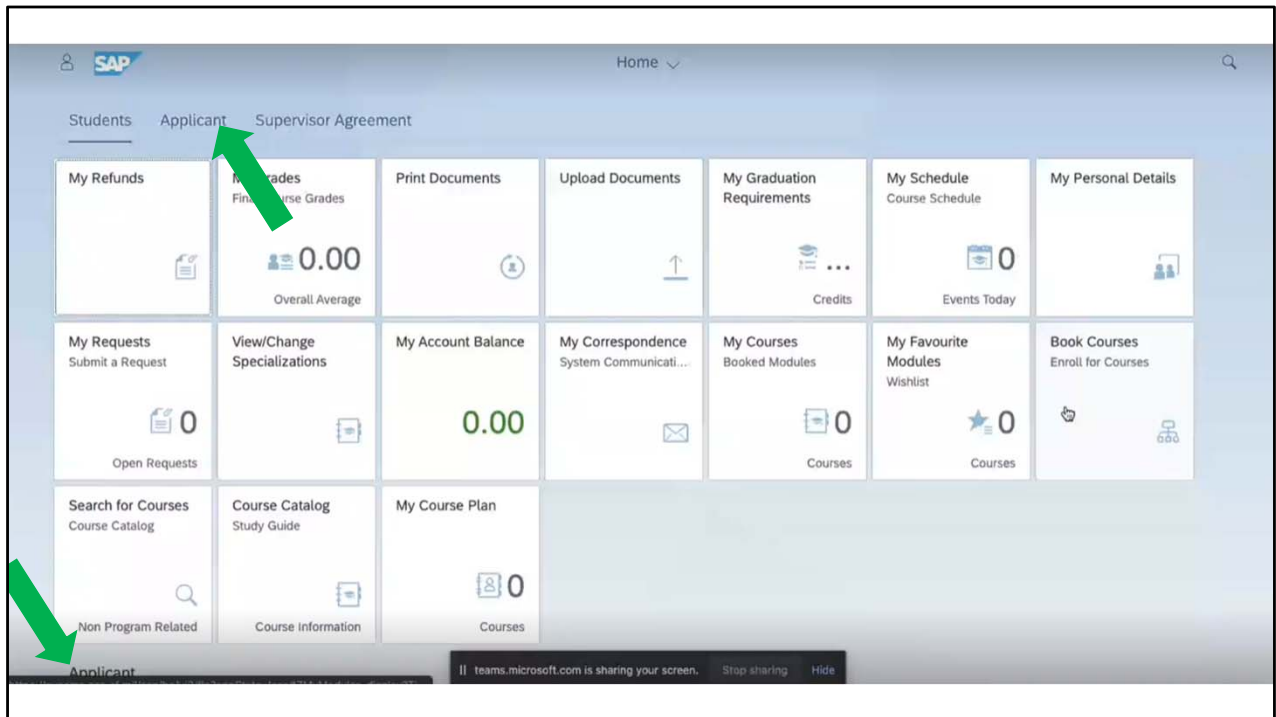 SAP
Home
Students Applicant Supervisor Agreement
My Refunds
Course Grades
0.00
Overall Average
Print Documents
Upload Documents
My Graduation
Requirements
...
Credits
My Schedule
Course Schedule
0
Events Today
My Personal Details
My Requests
Submit a Request
0
Open Requests
View/Change
Specializations
My Account Balance
0.00
My Correspondence
System Communicati...
My Courses
Booked Modules
0
Courses
My Favourite
Modules
Wishlist
0
Courses
Book Courses
Enroll for Courses
Search for Courses
Course Catalog
Non Program Related
Course Catalog
Study Guide
Course Information
My Course Plan
0
Courses
Applicant
teams.microsoft.com is sharing your screen. Stop sharing Hide